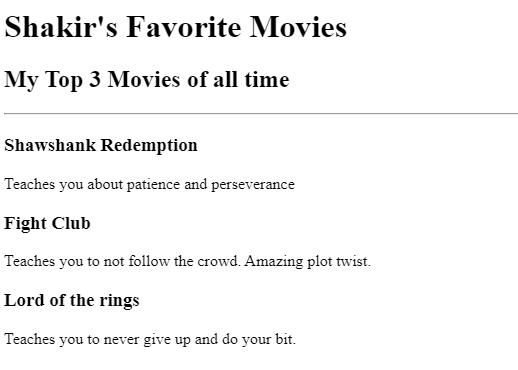 Shakir's Favorite Movies
My Top 3 Movies of all time
Shawshank Redemption
Teaches you about patience and perseverance
Fight Club
Teaches you to not follow the crowd. Amazing plot twist.
Lord of the rings
Teaches you to never give up and do your bit.